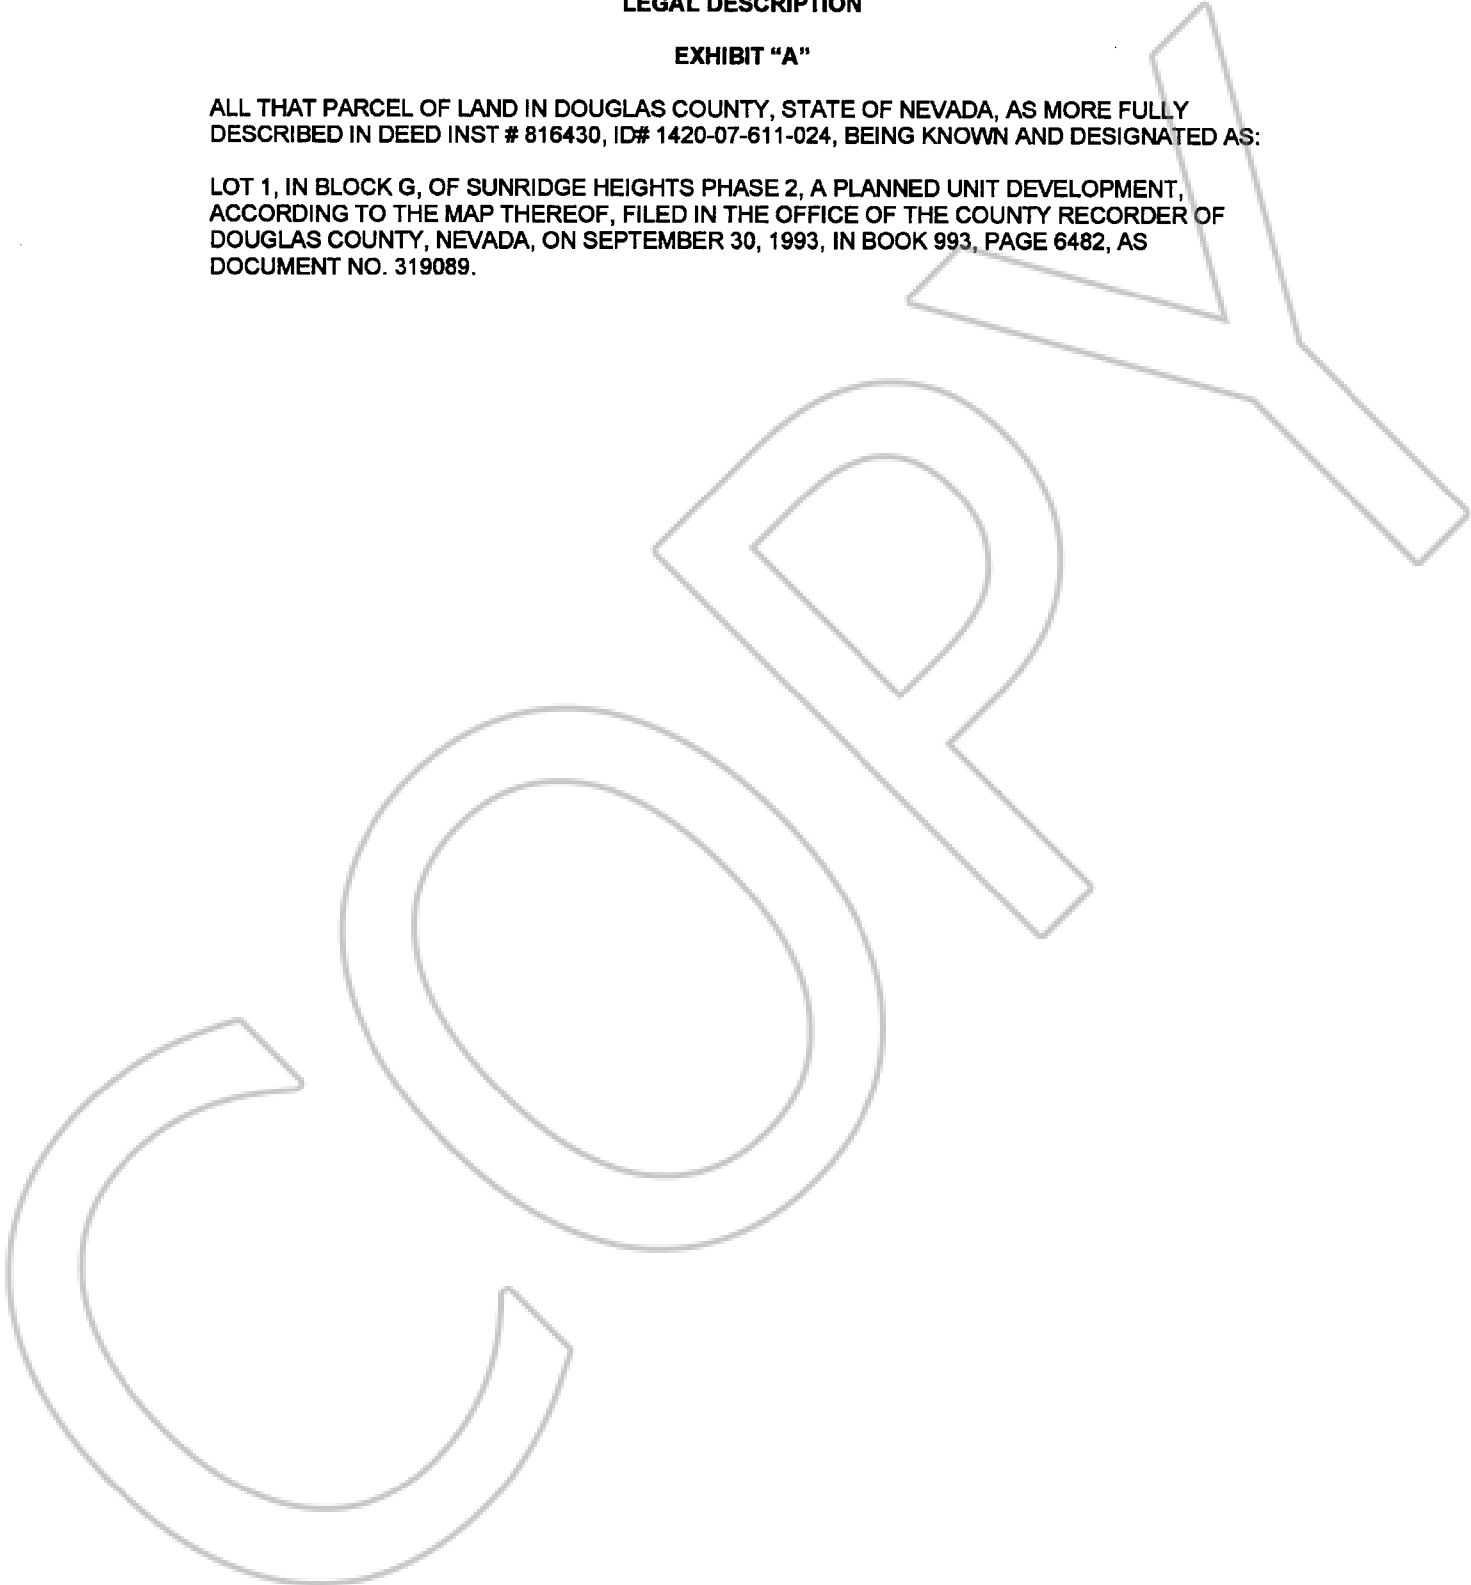 LEGAL DESCRIPTION
EXHIBIT “A”
ALL THAT PARCEL OF LAND IN DOUGLAS COUNTY, STATE OF NEVADA, AS MORE FULLY
DESCRIBED IN DEED INST # 816430, ID# 1420-07-611-024, BEING KNOWN AND DESIGNATED AS:
LOT 1, IN BLOCK G, OF SUNRIDGE HEIGHTS PHASE 2, A PLANNED UNIT DEVELOPMENT,
ACCORDING TO THE MAP THEREOF, FILED IN THE OFFICE OF THE COUNTY RECORDER OF
DOUGLAS COUNTY, NEVADA, ON SEPTEMBER 30, 1993, IN BOOK 993, PAGE 6482, AS
DOCUMENT NO. 319089.
COPY